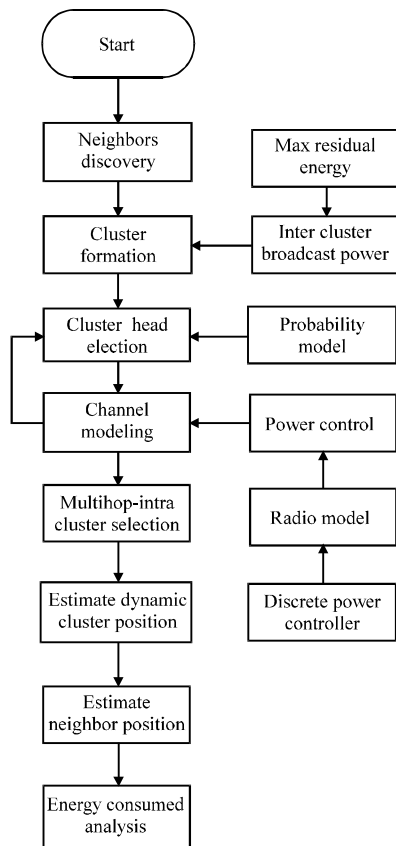 Start
Neighbors
discovery
Max residual
energy
Cluster
formation
Inter cluster
broadcast power
Cluster head
election
Probability
model
Channel
modeling
Power control
Multihop-intra
cluster selection
Radio model
Estimate dynamic
cluster position
Discrete power
controller
Estimate
neighbor position
Energy consumed
analysis